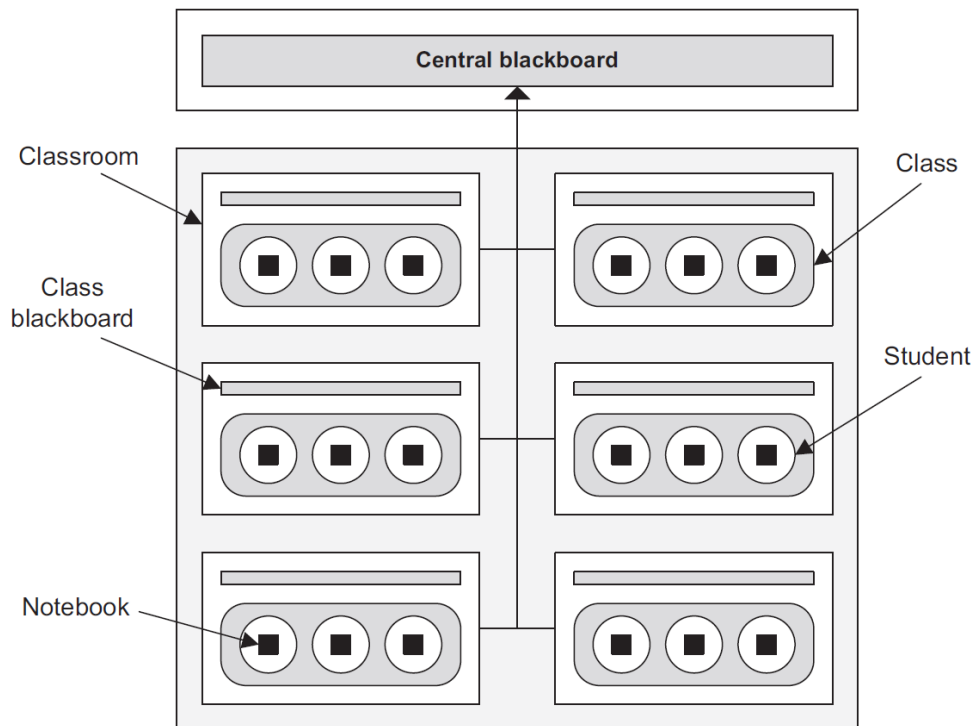 Central blackboard
Classroom
Class
Class
blackboard
Student
Notebook